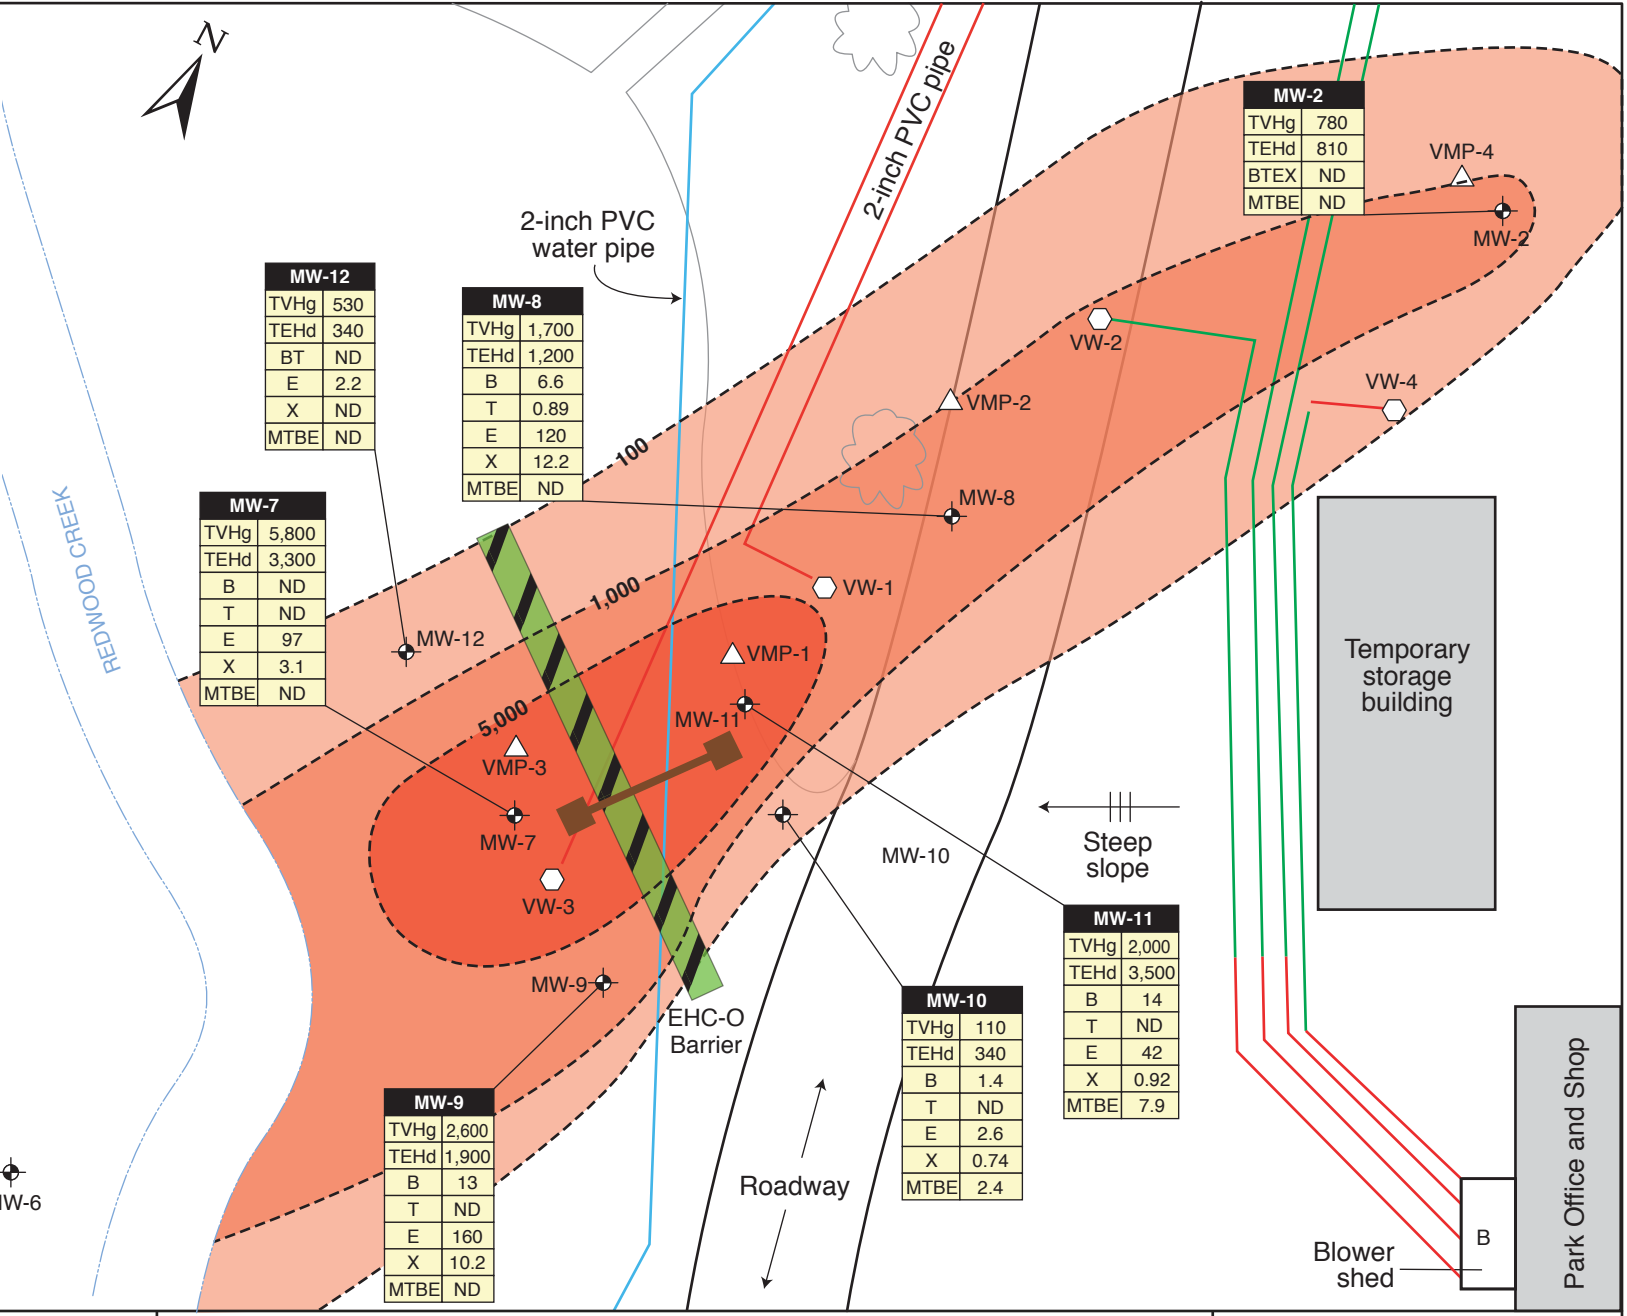 N
2-inch PVC pipe
2-inch PVC
water pipe
MW-2
TVHg 780
TEHd 810
BTEX ND
MTBE ND
VMP-4
MW-2
MW-12
TVHg 530
TEHd 340
BT ND
E 2.2
X ND
MTBE ND
MW-8
TVHg 1,700
TEHd 1,200
B 6.6
T 0.89
E 120
X 12.2
MTBE ND
VW-2
VMP-2
VW-4
100
MW-8
MW-7
TVHg 5,800
TEHd 3,300
B ND
T ND
E 97
X 3.1
MTBE ND
REDWOOD CREEK
1,000
VW-1
MW-12
VMP-1
5,000
MW-11
VMP-3
MW-7
VW-3
Temporary
storage
building
Steep
slope
MW-10
MW-11
TVHg 2,000
TEHd 3,500
B 14
T ND
E 42
X 0.92
MTBE 7.9
MW-9
EHC-O
Barrier
MW-10
TVHg 110
TEHd 340
B 1.4
T ND
E 2.6
X 0.74
MTBE 2.4
MW-9
TVHg 2,600
TEHd 1,900
B 13
T ND
E 160
X 10.2
MTBE ND
W-6
Roadway
Blower
shed
B
Park Office and Shop